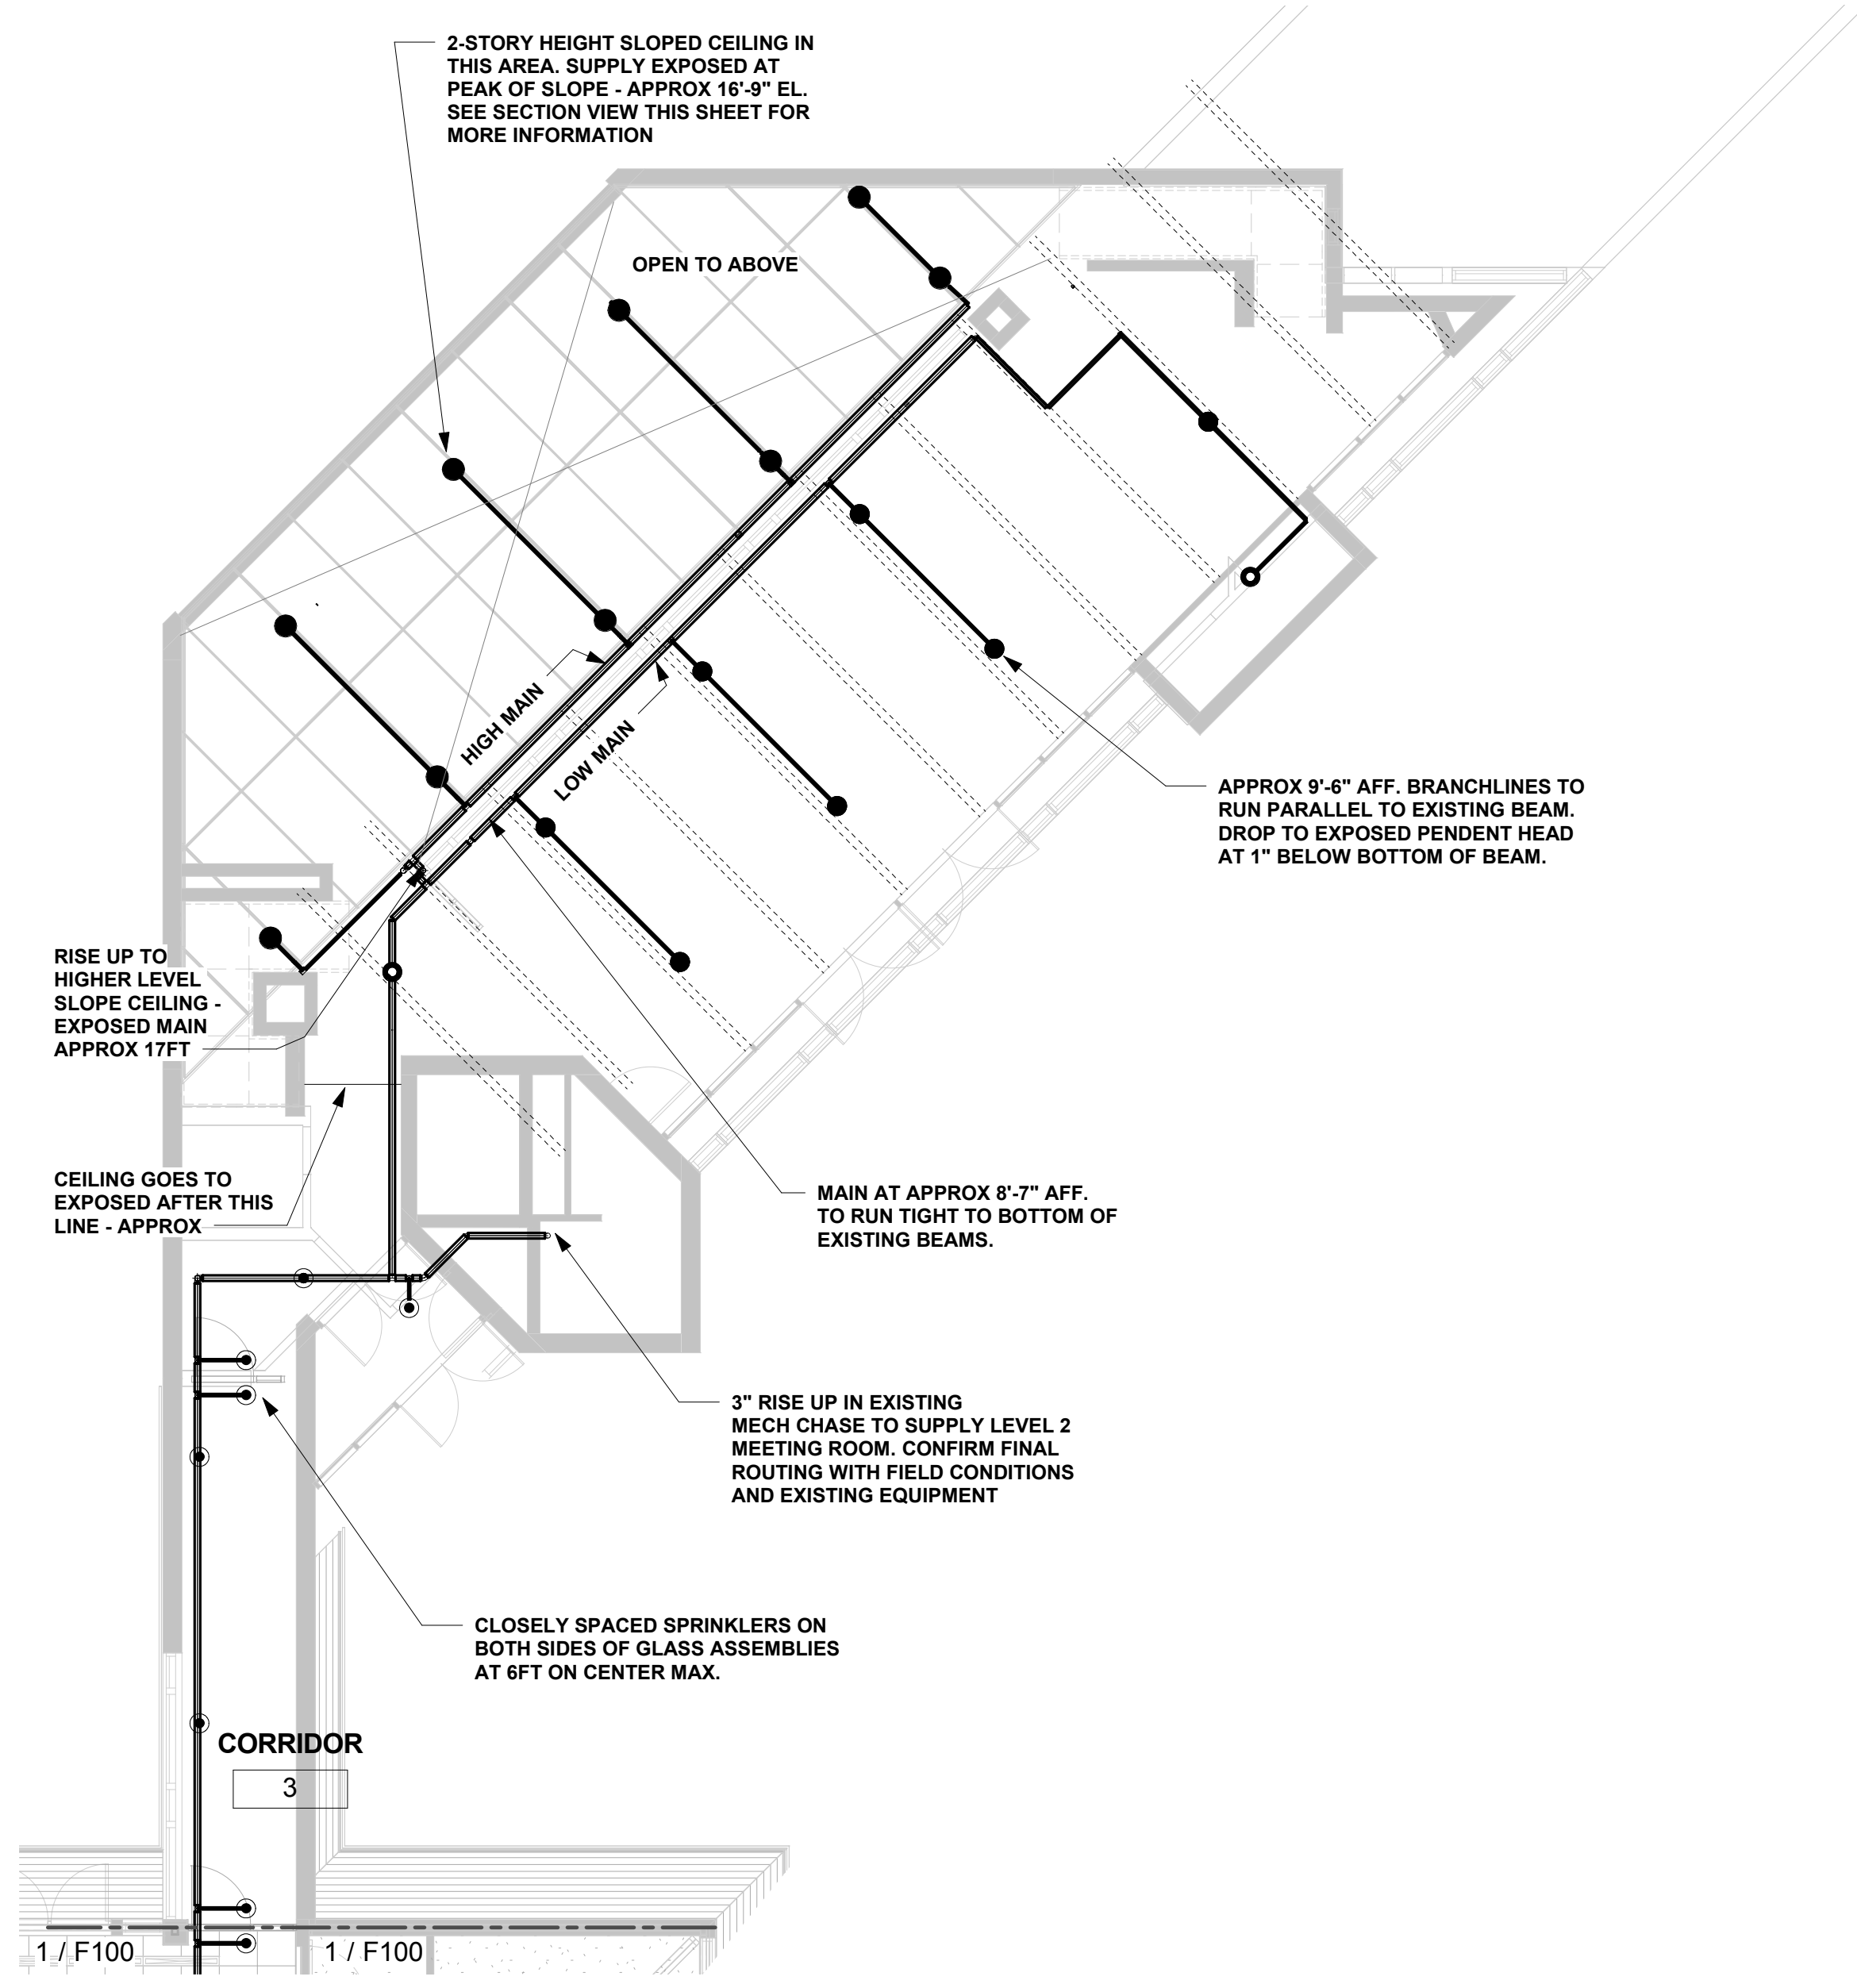 2-STORY HEIGHT SLOPED CEILING IN
THIS AREA. SUPPLY EXPOSED AT
PEAK OF SLOPE - APPROX 16'-9" EL.
SEE SECTION VIEW THIS SHEET FOR
MORE INFORMATION
OPEN TO ABOVE
HIGH MAIN
LOW MAIN
APPROX 9'-6" AFF. BRANCHLINES TO
RUN PARALLEL TO EXISTING BEAM.
DROP TO EXPOSED PENDENT HEAD
AT 1" BELOW BOTTOM OF BEAM.
RISE UP TO
HIGHER LEVEL
SLOPE CEILING -
EXPOSED MAIN
APPROX 17FT
CEILING GOES TO
EXPOSED AFTER THIS
LINE - APPROX
MAIN AT APPROX 8'-7" AFF.
TO RUN TIGHT TO BOTTOM OF
EXISTING BEAMS.
3" RISE UP IN EXISTING
MECH CHASE TO SUPPLY LEVEL 2
MEETING ROOM. CONFIRM FINAL
ROUTING WITH FIELD CONDITIONS
AND EXISTING EQUIPMENT
CLOSELY SPACED SPRINKLERS ON
BOTH SIDES OF GLASS ASSEMBLIES
AT 6FT ON CENTER MAX.
CORRIDOR
3
1 / F100
1 / F100